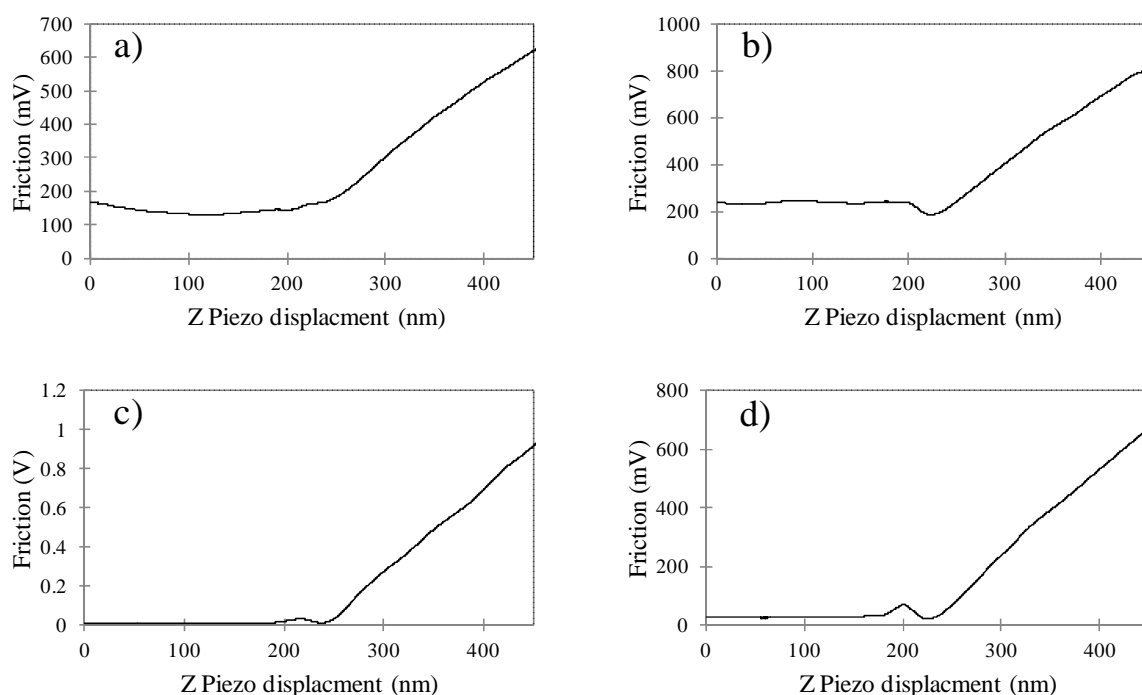 a)
700
600
500
400
300
200
100
0
Friction (mV)
0 100 200 300 400
Z Piezo displacment (nm)
b)
1000
800
600
400
200
0
Friction (mV)
0 100 200 300 400
Z Piezo displacment (nm)
c)
1.2
1
0.8
0.6
0.4
0.2
0
Friction (V)
0 100 200 300 400
Z Piezo displacment (nm)
d)
800
600
400
200
0
Friction (mV)
0 100 200 300 400
Z Piezo displacment (nm)